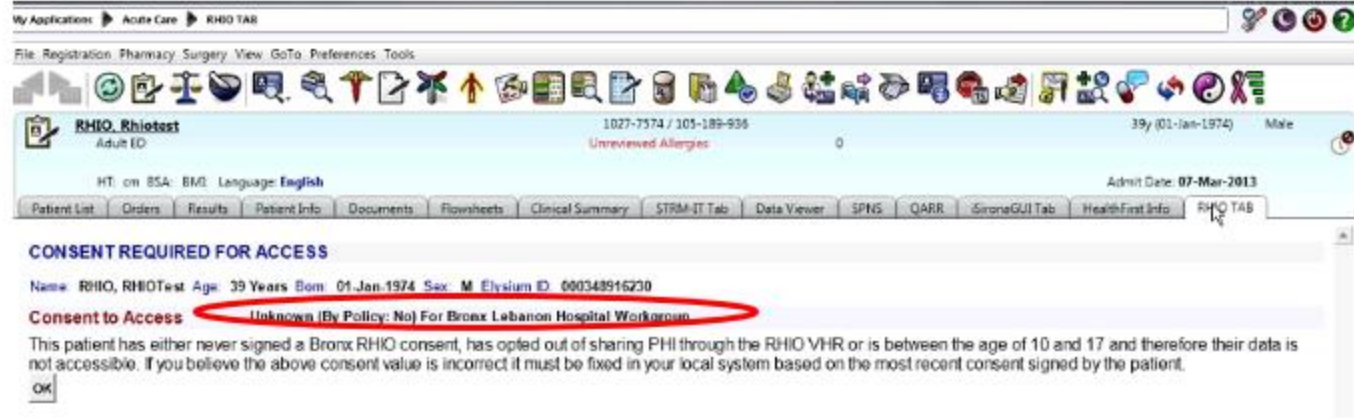 My Applications Acute Care RHIO TAB
File Registration Pharmacy Surgery View GoTo Preferences Tools
RHIO, Rhiotest 1027-7574 / 105-189-936 39y (01-Jan-1974) Male
Adult ED Unreviewed Allergies 0
HT: cm BSA: BMI: Language: English Admit Date: 07-Mar-2013
Patient List Orders Results Patient Info Documents Flowsheets Clinical Summary STRM-IT Tab Data Viewer SPNS QARR iSironaGUI Tab HealthFirst Info RHIO TAB
CONSENT REQUIRED FOR ACCESS
Name: RHIO, RHIOTest Age: 39 Years Born: 01-Jan-1974 Sex: M Elysium ID: 000348916230
Consent to Access Unknown (By Policy: No) For Bronx Lebanon Hospital Workgroup
This patient has either never signed a Bronx RHIO consent, has opted out of sharing PHI through the RHIO VHR or is between the age of 10 and 17 and therefore their data is
not accessible. If you believe the above consent value is incorrect it must be fixed in your local system based on the most recent consent signed by the patient.
OK